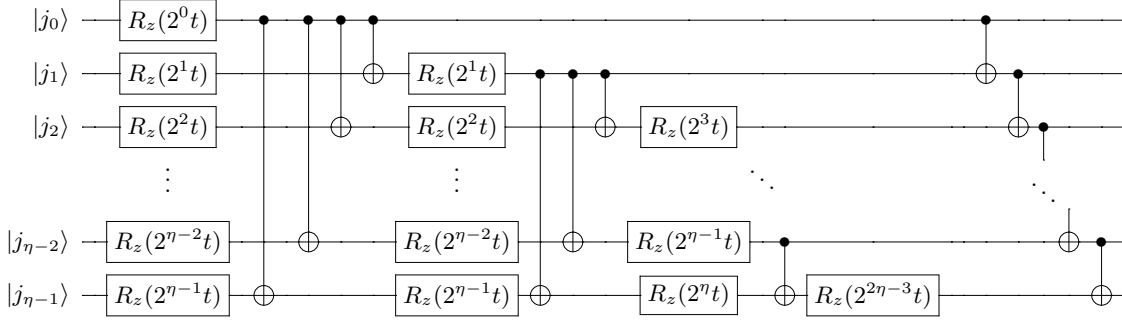 |j₀⟩ R_z(2⁰t)
|j₁⟩ R_z(2¹t) R_z(2¹t)
|j₂⟩ R_z(2²t) R_z(2²t) R_z(2³t)
⋮ ⋮ ⋱ ⋱
|j_{η−2}⟩ R_z(2^{η−2}t) R_z(2^{η−2}t) R_z(2^{η−1}t)
|j_{η−1}⟩ R_z(2^{η−1}t) R_z(2^{η−1}t) R_z(2^{η}t) R_z(2^{2η−3}t)